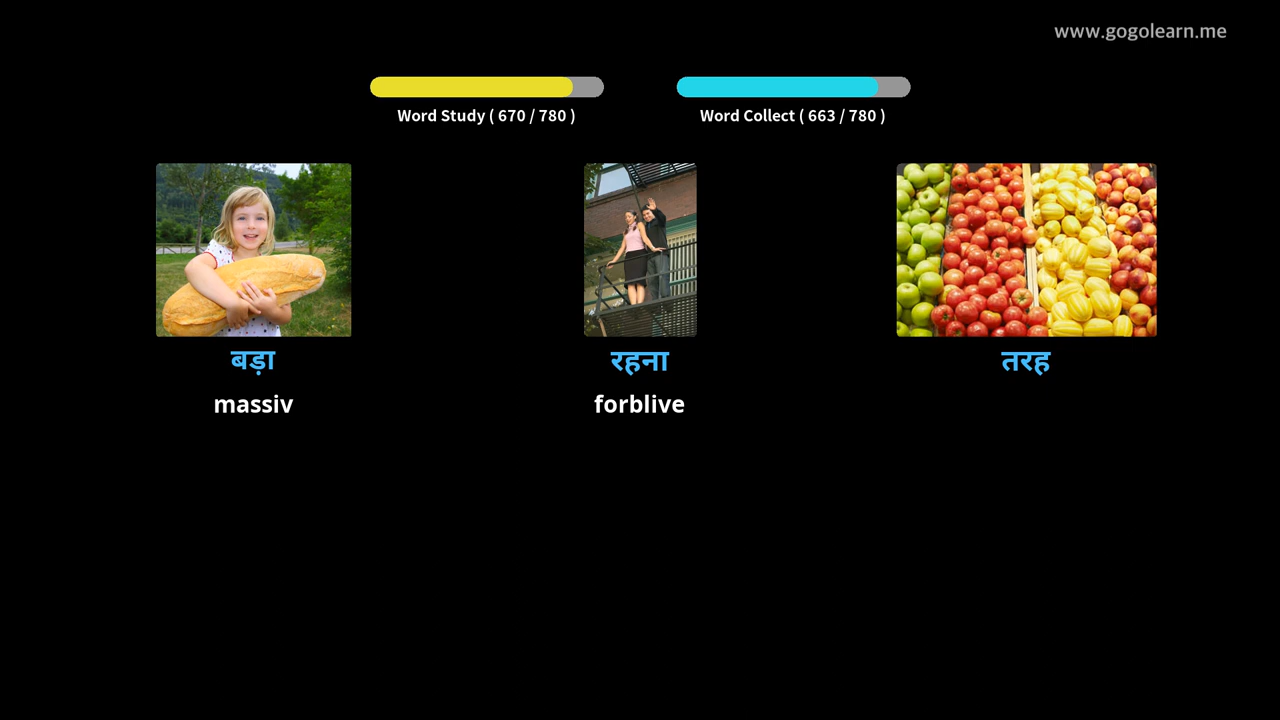 www.gogolearn.me
Word Study ( 670 / 780 )
Word Collect ( 663 / 780 )
बड़ा
रहना
तरह
massiv
forblive